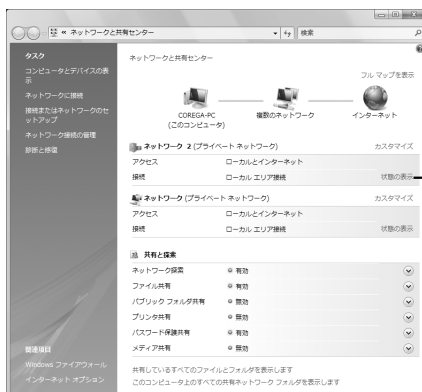 ネットワークと共有センター
検索
タスク
コンピュータとデバイスの表
示
ネットワークに接続
接続またはネットワークのセ
ットアップ
ネットワーク接続の管理
診断と修復
関連項目
Windows ファイアウォール
インターネット オプション
ネットワークと共有センター
フル マップを表示
COREGA-PC
(このコンピュータ)
複数のネットワーク
インターネット
ネットワーク 2 (プライベート ネットワーク) カスタマイズ
アクセス ローカルとインターネット
接続 ローカル エリア接続 状態の表示
ネットワーク (プライベート ネットワーク) カスタマイズ
アクセス ローカルとインターネット
接続 ローカル エリア接続 状態の表示
共有と探索
ネットワーク探索 有効
ファイル共有 有効
パブリック フォルダ共有 無効
プリンタ共有 無効
パスワード保護共有 有効
メディア共有 無効
共有しているすべてのファイルとフォルダを表示します
このコンピュータ上のすべての共有ネットワーク フォルダを表示します